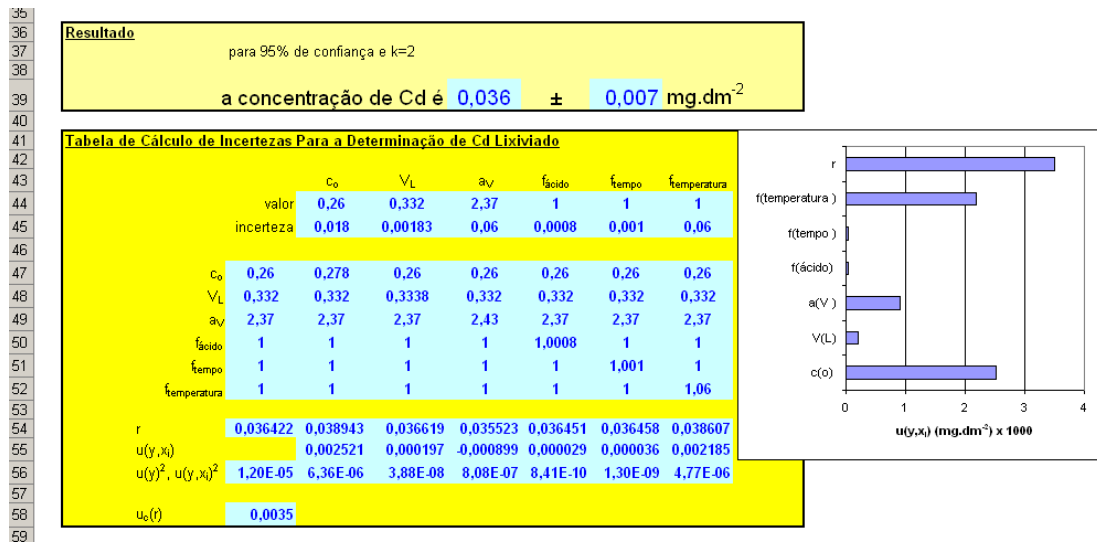 35
36 Resultado
37 para 95% de confiança e k=2
38
39 a concentração de Cd é 0,036 ± 0,007 mg.dm-2
40
41 Tabela de Cálculo de Incertezas Para a Determinação de Cd Lixiviado
42
43 co VL aV fácido ftempo ftemperatura
44 valor 0,26 0,332 2,37 1 1 1
45 incerteza 0,018 0,00183 0,06 0,0008 0,001 0,06
46
47 co 0,26 0,278 0,26 0,26 0,26 0,26 0,26
48 VL 0,332 0,332 0,3338 0,332 0,332 0,332 0,332
49 aV 2,37 2,37 2,37 2,43 2,37 2,37 2,37
50 fácido 1 1 1 1 1,0008 1 1
51 ftempo 1 1 1 1 1 1,001 1
52 ftemperatura 1 1 1 1 1 1 1,06
53
54 r 0,036422 0,038943 0,036619 0,035523 0,036451 0,036458 0,038607
55 u(y,xi) 0,002521 0,000197 -0,000899 0,000029 0,000036 0,002185
56 u(y)2, u(y,xi)2 1,20E-05 6,36E-06 3,88E-08 8,08E-07 8,41E-10 1,30E-09 4,77E-06
57
58 uc(r) 0,0035
59
r
f(temperatura )
f(tempo )
f(ácido)
a(V )
V(L)
c(o)
0 1 2 3 4
u(y,xi) (mg.dm-2) x 1000